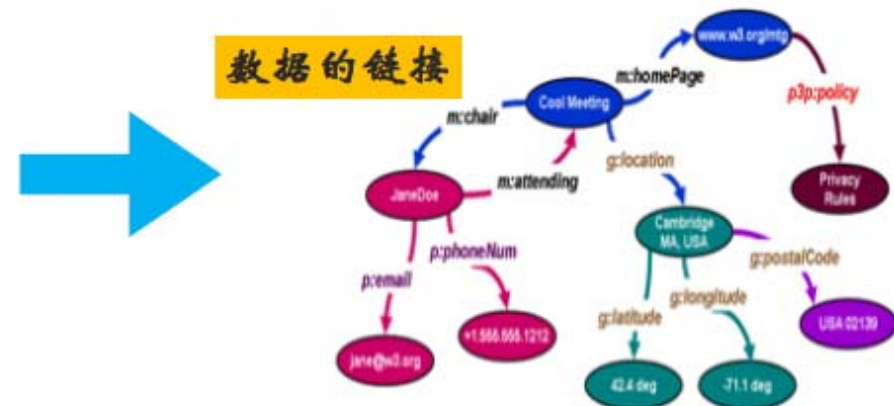 www.w3.org/mtg
数据的链接
m:homePage
p3p:policy
Cool Meeting
m:chair
g:location
m:attending
JaneDoe
Privacy
Rules
Cambridge
MA, USA
p:phoneNum
g:postalCode
p:email
g:longitude
g:latitude
USA 02139
+1.555.555.1212
jane@w3.org
42.4 deg
-71.1 deg